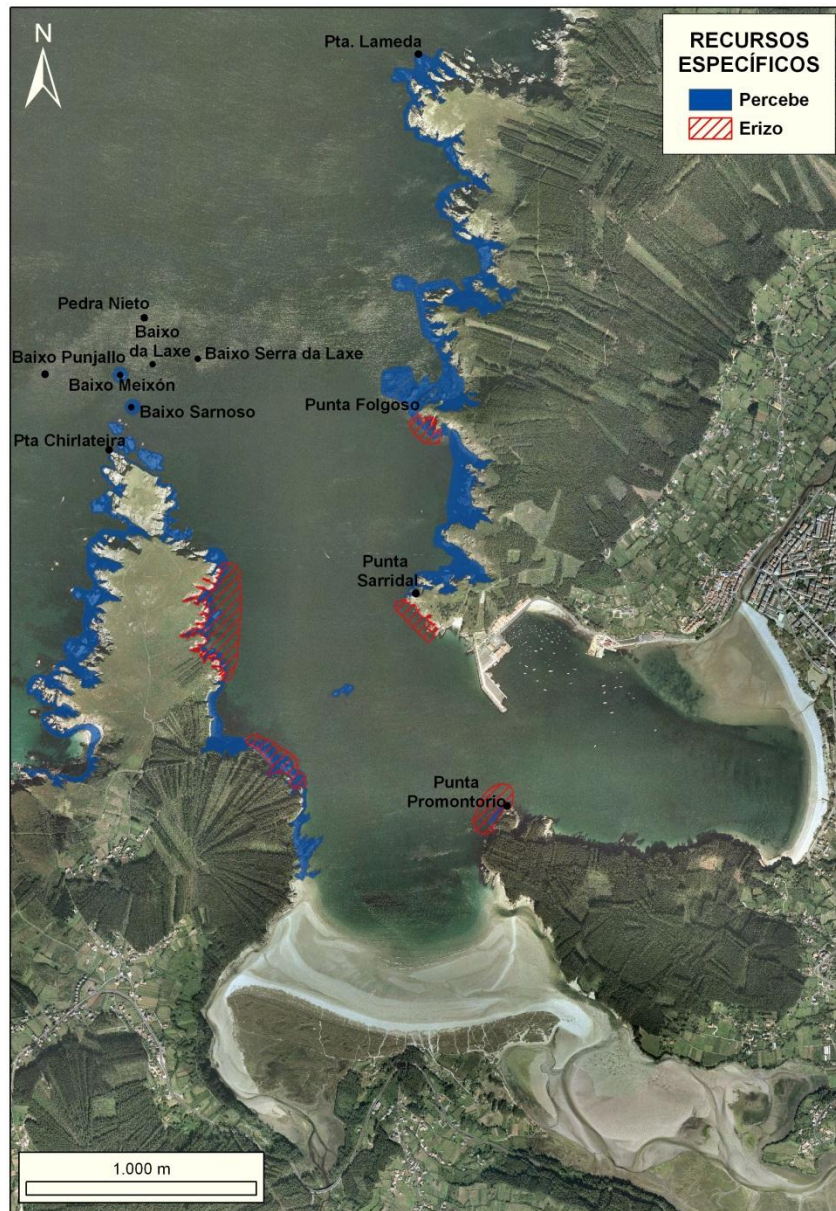 N
Pta. Lameda
RECURSOS
ESPECÍFICOS
Percebe
Erizo
Pedra Nieto
Baixo
da Laxe
Baixo Serra da Laxe
Baixo Punjallo
Baixo Meixón
Baixo Sarnoso
Punta Folgoso
Pta Chirlateira
Punta
Sarridal
Punta
Promontorio
1.000 m